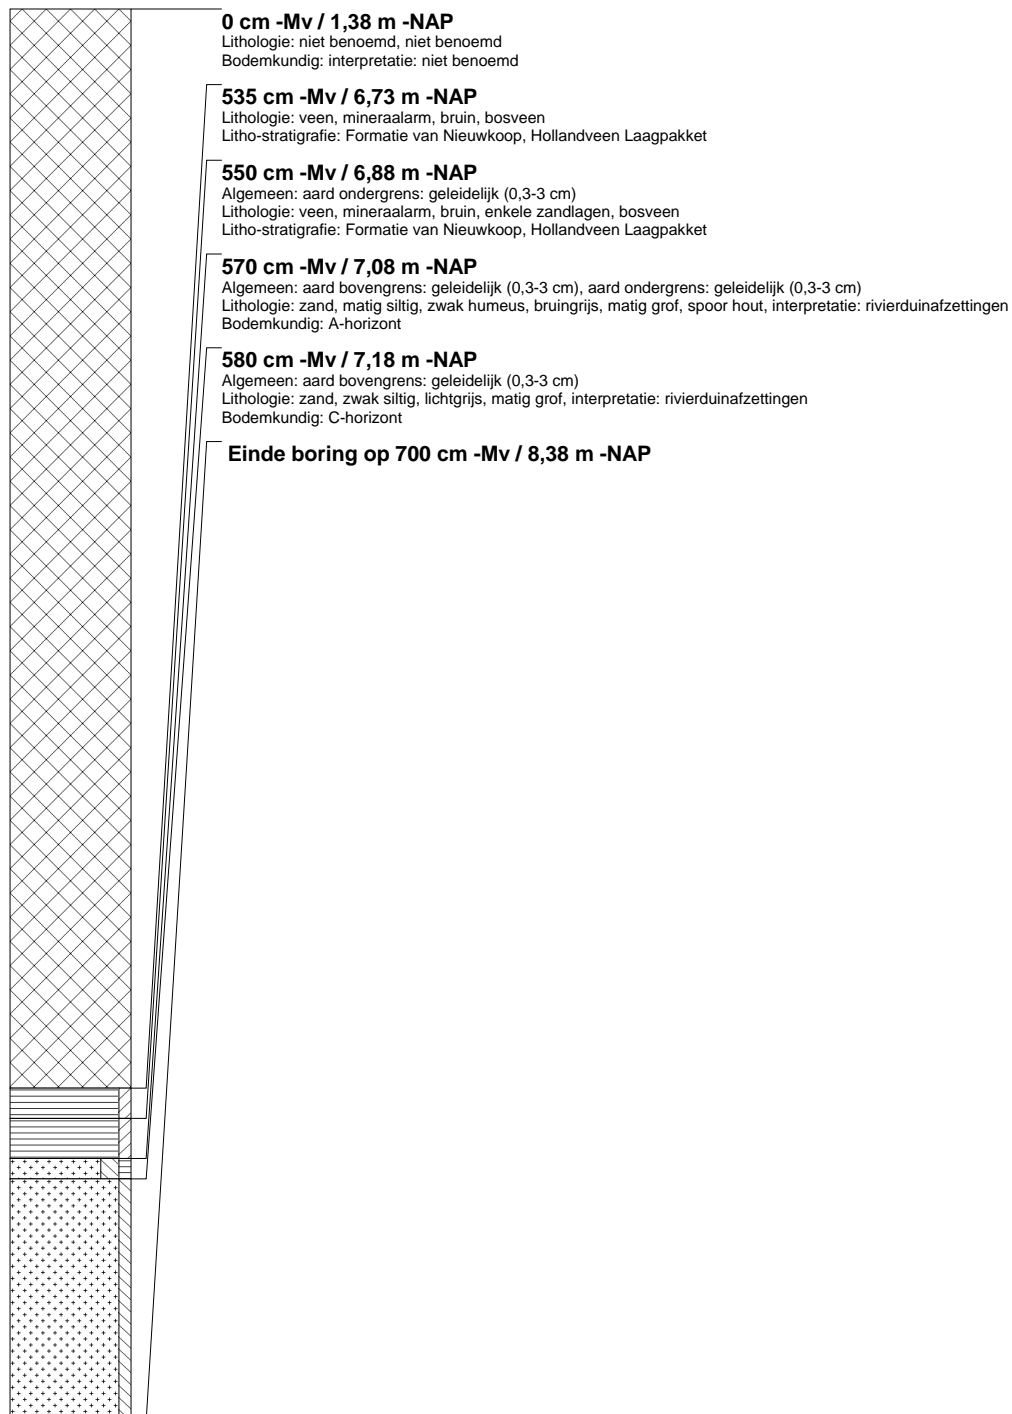 0 cm -Mv / 1,38 m -NAP
Lithologie: niet benoemd, niet benoemd
Bodemkundig: interpretatie: niet benoemd
535 cm -Mv / 6,73 m -NAP
Lithologie: veen, mineraalarm, bruin, bosveen
Litho-stratigrafie: Formatie van Nieuwkoop, Hollandveen Laagpakket
550 cm -Mv / 6,88 m -NAP
Algemeen: aard ondergrens: geleidelijk (0,3-3 cm)
Lithologie: veen, mineraalarm, bruin, enkele zandlagen, bosveen
Litho-stratigrafie: Formatie van Nieuwkoop, Hollandveen Laagpakket
570 cm -Mv / 7,08 m -NAP
Algemeen: aard bovengrens: geleidelijk (0,3-3 cm), aard ondergrens: geleidelijk (0,3-3 cm)
Lithologie: zand, matig siltig, zwak humeus, bruingrijs, matig grof, spoor hout, interpretatie: rivierduinafzettingen
Bodemkundig: A-horizont
580 cm -Mv / 7,18 m -NAP
Algemeen: aard bovengrens: geleidelijk (0,3-3 cm)
Lithologie: zand, zwak siltig, lichtgrijs, matig grof, interpretatie: rivierduinafzettingen
Bodemkundig: C-horizont
Einde boring op 700 cm -Mv / 8,38 m -NAP